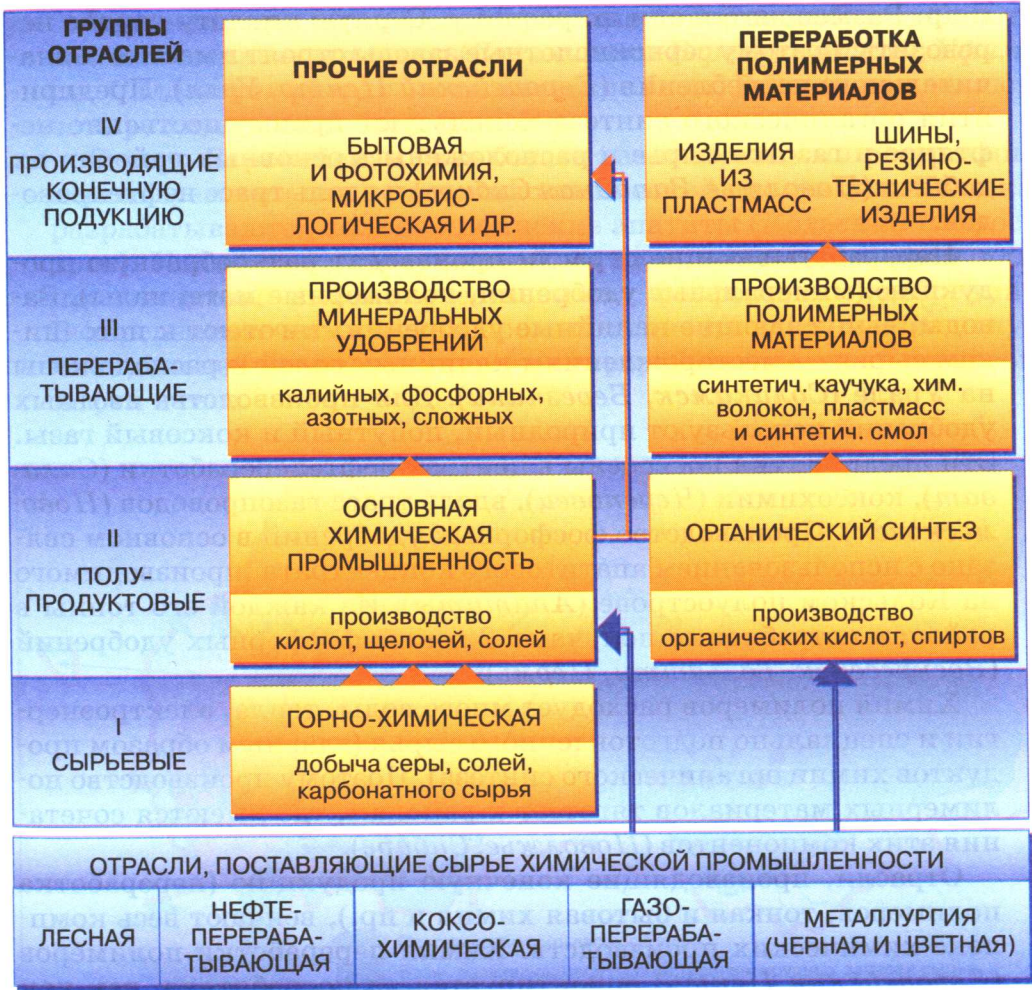 ГРУППЫ
ОТРАСЛЕЙ
ПРОЧИЕ ОТРАСЛИ
ПЕРЕРАБОТКА
ПОЛИМЕРНЫХ
МАТЕРИАЛОВ
IV
ПРОИЗВОДЯЩИЕ
КОНЕЧНУЮ
ПОДУКЦИЮ
БЫТОВАЯ
И ФОТОХИМИЯ,
МИКРОБИО-
ЛОГИЧЕСКАЯ И ДР.
ИЗДЕЛИЯ
ИЗ
ПЛАСТМАСС
ШИНЫ,
РЕЗИНО-
ТЕХНИЧЕСКИЕ
ИЗДЕЛИЯ
III
ПЕРЕРАБА-
ТЫВАЮЩИЕ
ПРОИЗВОДСТВО
МИНЕРАЛЬНЫХ
УДОБРЕНИЙ
калийных, фосфорных,
азотных, сложных
ПРОИЗВОДСТВО
ПОЛИМЕРНЫХ
МАТЕРИАЛОВ
синтетич. каучука, хим.
волокон, пластмасс
и синтетич. смол
II
ПОЛУ-
ПРОДУКТОВЫЕ
ОСНОВНАЯ
ХИМИЧЕСКАЯ
ПРОМЫШЛЕННОСТЬ
производство
кислот, щелочей, солей
ОРГАНИЧЕСКИЙ СИНТЕЗ
производство
органических кислот, спиртов
I
СЫРЬЕВЫЕ
ГОРНО-ХИМИЧЕСКАЯ
добыча серы, солей,
карбонатного сырья
ОТРАСЛИ, ПОСТАВЛЯЮЩИЕ СЫРЬЕ ХИМИЧЕСКОЙ ПРОМЫШЛЕННОСТИ
ЛЕСНАЯ
НЕФТЕ-
ПЕРЕРАБА-
ТЫВАЮЩАЯ
КОКСО-
ХИМИЧЕСКАЯ
ГАЗО-
ПЕРЕРАБА-
ТЫВАЮЩАЯ
МЕТАЛЛУРГИЯ
(ЧЕРНАЯ И ЦВЕТНАЯ)